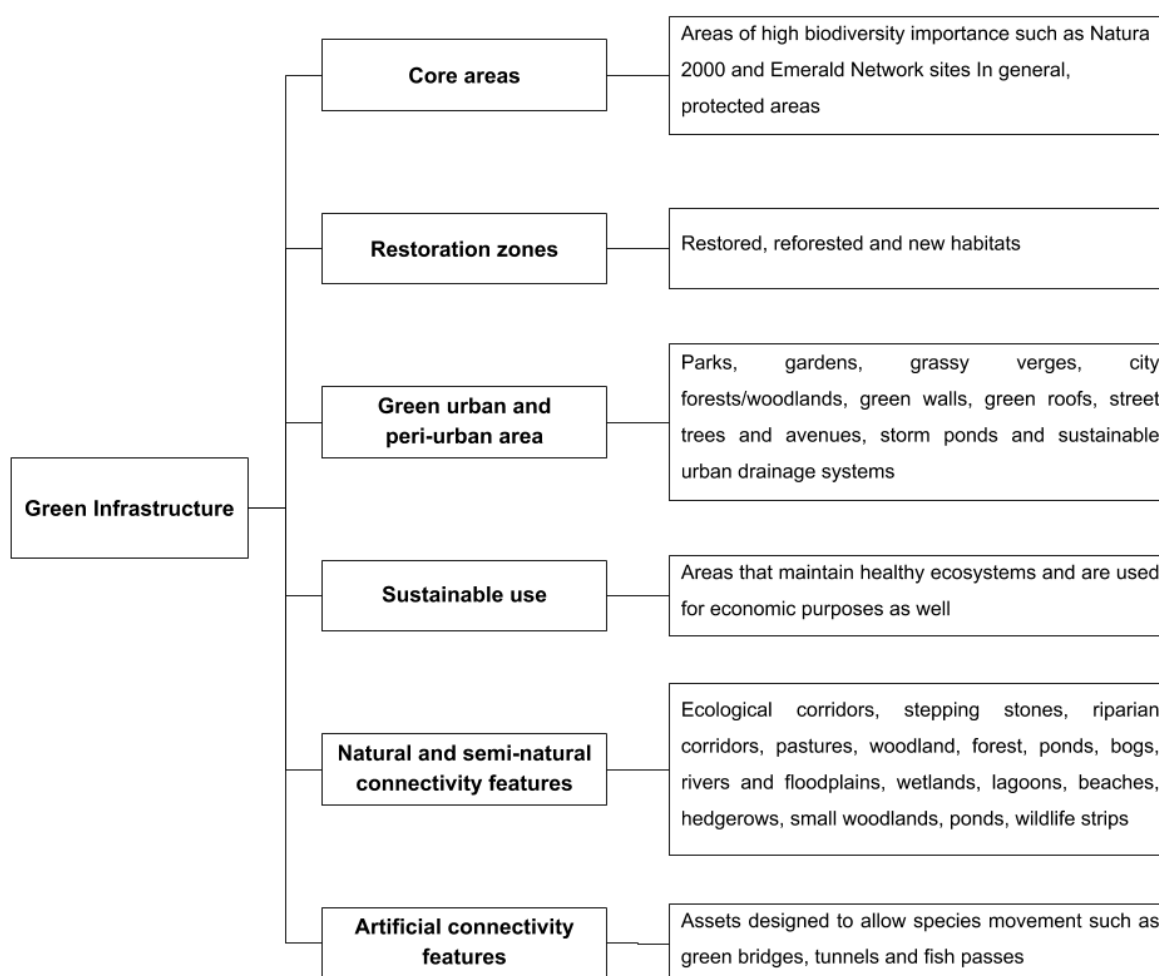 Green Infrastructure
Core areas
Areas of high biodiversity importance such as Natura
2000 and Emerald Network sites In general,
protected areas
Restoration zones
Restored, reforested and new habitats
Green urban and
peri-urban area
Parks, gardens, grassy verges, city
forests/woodlands, green walls, green roofs, street
trees and avenues, storm ponds and sustainable
urban drainage systems
Sustainable use
Areas that maintain healthy ecosystems and are used
for economic purposes as well
Natural and semi-natural
connectivity features
Ecological corridors, stepping stones, riparian
corridors, pastures, woodland, forest, ponds, bogs,
rivers and floodplains, wetlands, lagoons, beaches,
hedgerows, small woodlands, ponds, wildlife strips
Artificial connectivity
features
Assets designed to allow species movement such as
green bridges, tunnels and fish passes